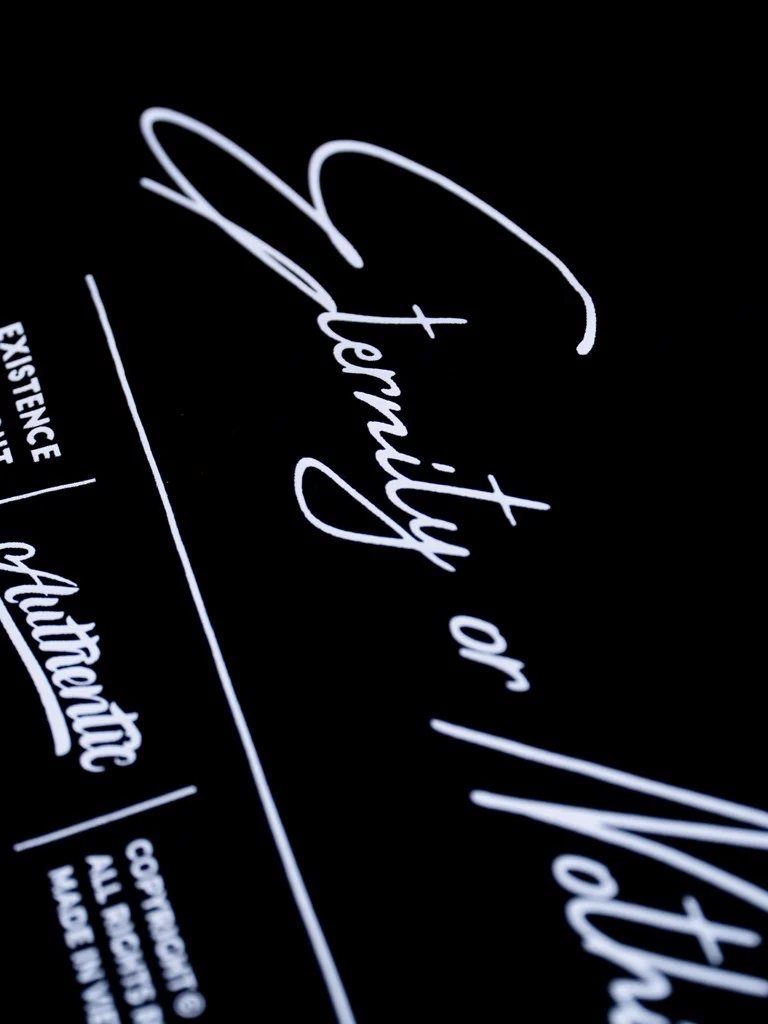 Eternity or
EXISTENCE
Authentic
COPYRIGHT ©
ALL RIGHTS
MADE IN